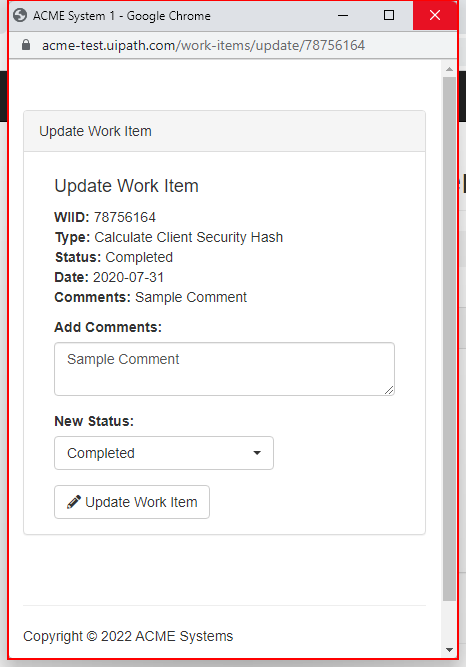 ACME System 1 - Google Chrome
acme-test.uipath.com/work-items/update/78756164
Update Work Item
Update Work Item
WIID: 78756164
Type: Calculate Client Security Hash
Status: Completed
Date: 2020-07-31
Comments: Sample Comment
Add Comments:
Sample Comment
New Status:
Completed
Update Work Item
Copyright © 2022 ACME Systems